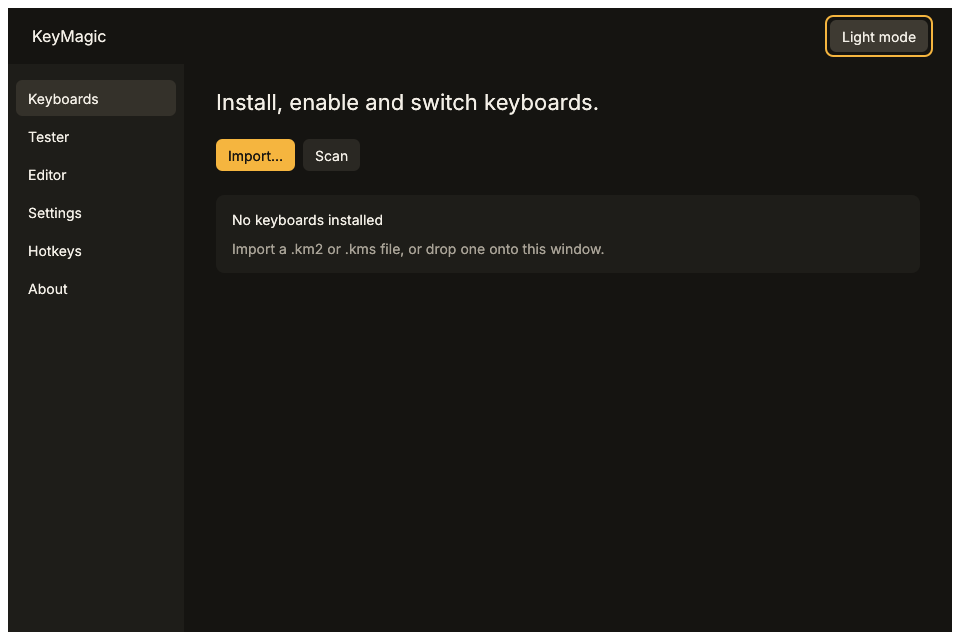 KeyMagic
Light mode
Keyboards
Tester
Editor
Settings
Hotkeys
About
Install, enable and switch keyboards.
Import...
Scan
No keyboards installed
Import a .km2 or .kms file, or drop one onto this window.